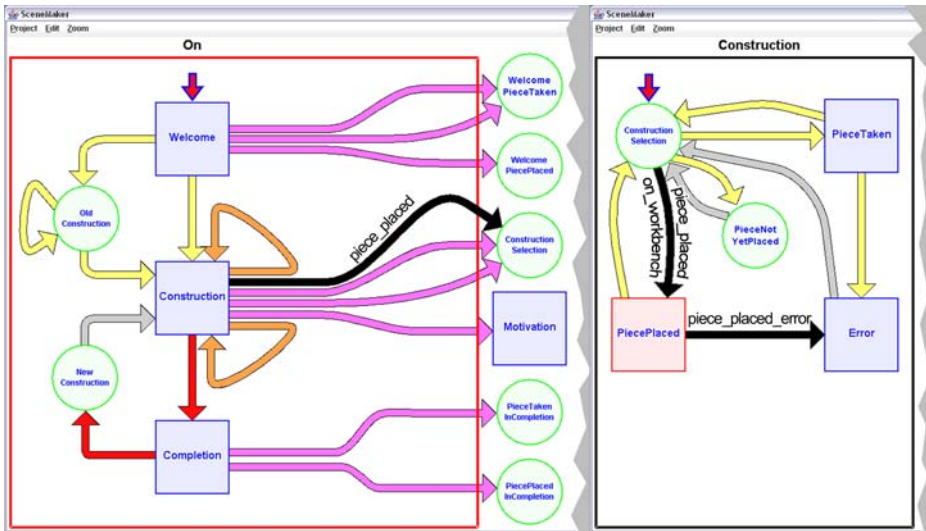 SceneMaker
Project Edit Zoom
On
Welcome
Old
Construction
Construction
New
Construction
Completion
piece_placed
Welcome
PieceTaken
Welcome
PiecePlaced
Construction
Selection
Motivation
PieceTaken
InCompletion
PiecePlaced
InCompletion
SceneMaker
Project Edit Zoom
Construction
Construction
Selection
PieceTaken
piece_placed
on_workbench
PieceNot
YetPlaced
PiecePlaced
piece_placed_error
Error